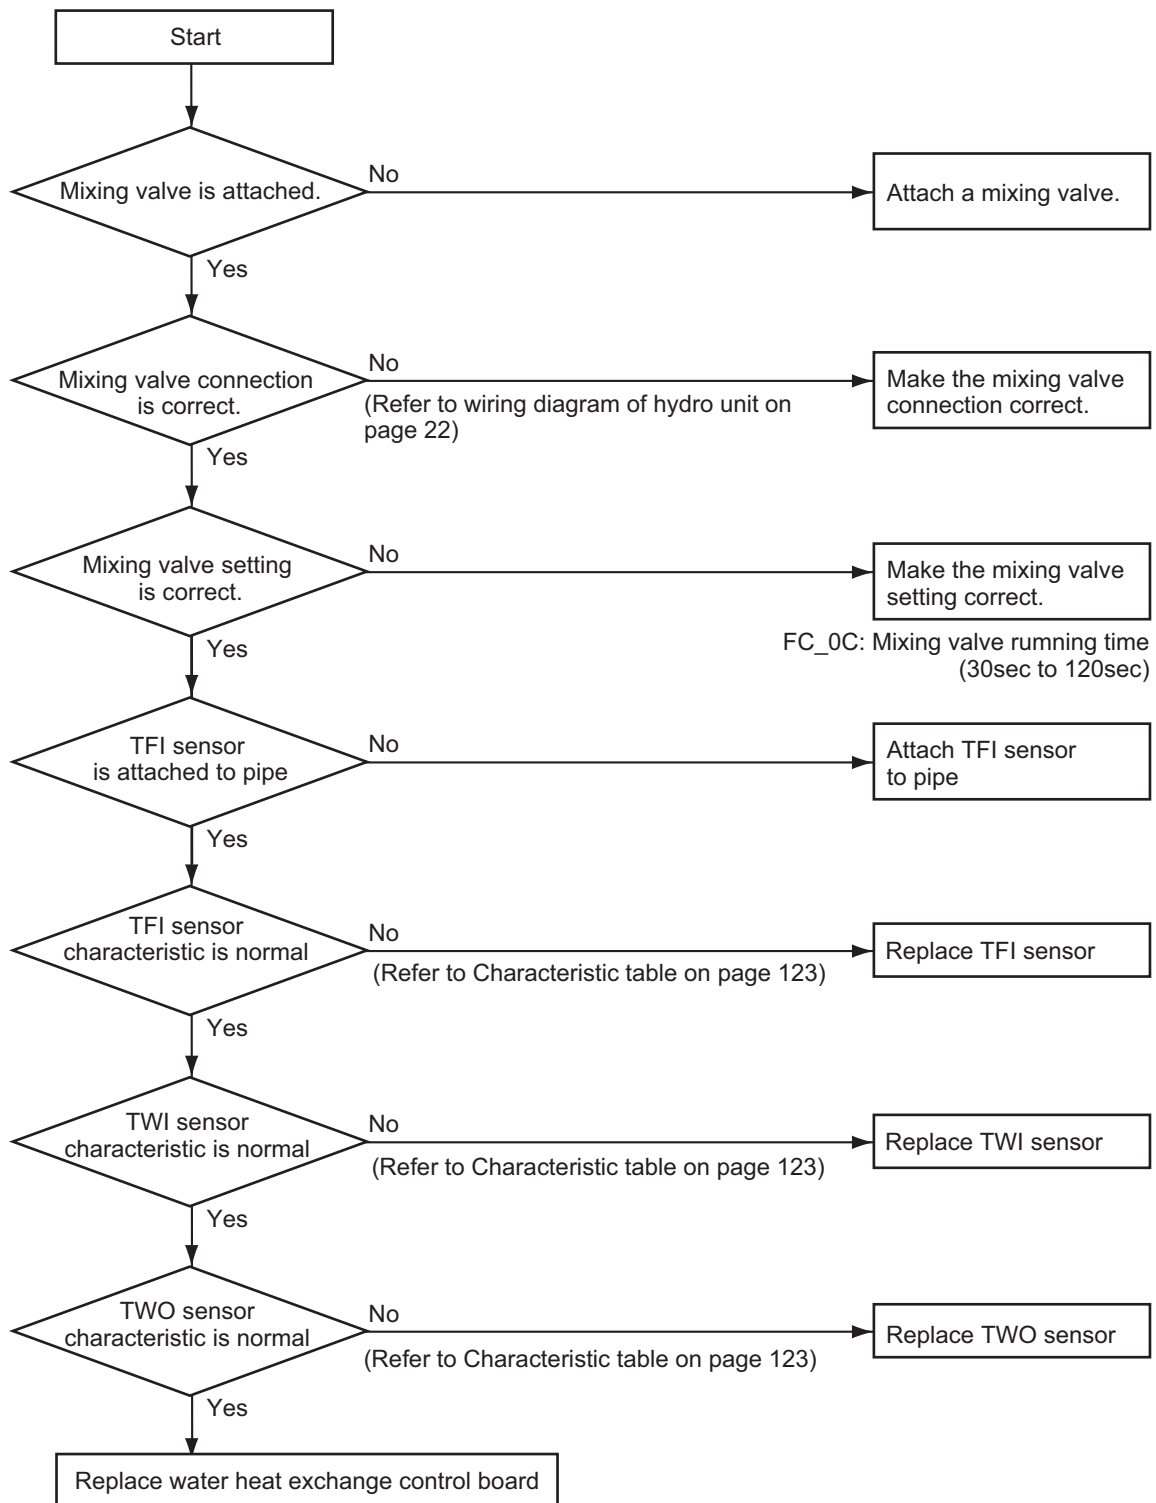 Start
Mixing valve is attached.
No
Attach a mixing valve.
Yes
Mixing valve connection
is correct.
No
(Refer to wiring diagram of hydro unit on
page 22)
Make the mixing valve
connection correct.
Yes
Mixing valve setting
is correct.
No
Make the mixing valve
setting correct.
FC_0C: Mixing valve rumning time
(30sec to 120sec)
Yes
TFI sensor
is attached to pipe
No
Attach TFI sensor
to pipe
Yes
TFI sensor
characteristic is normal
No
(Refer to Characteristic table on page 123)
Replace TFI sensor
Yes
TWI sensor
characteristic is normal
No
(Refer to Characteristic table on page 123)
Replace TWI sensor
Yes
TWO sensor
characteristic is normal
No
(Refer to Characteristic table on page 123)
Replace TWO sensor
Yes
Replace water heat exchange control board